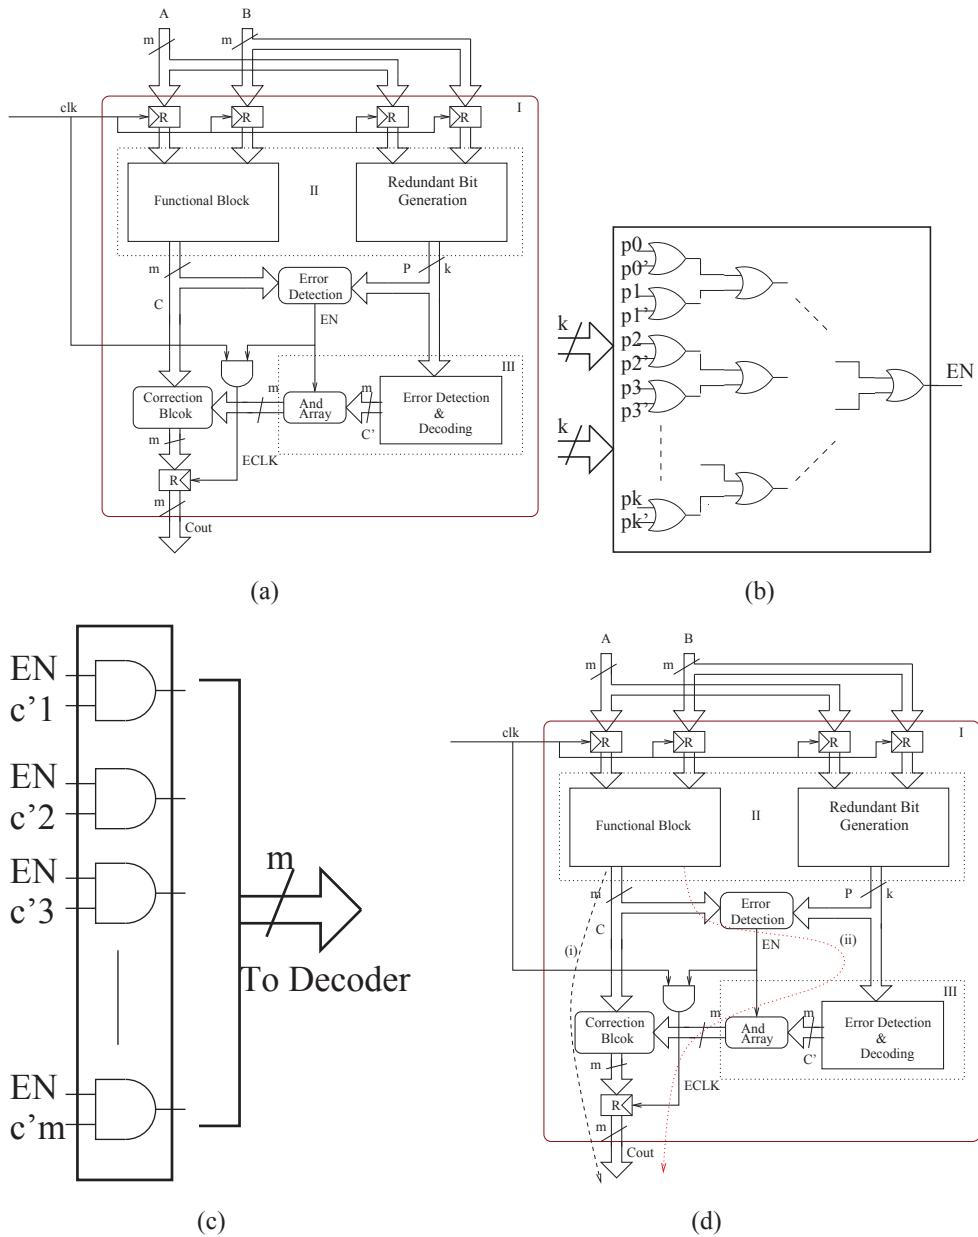 A
B
m
m
I
clk
R
R
R
R
Functional Block
II
Redundant Bit
Generation
m
P
k
C
Error
Detection
EN
III
m
m
Correction
Blcok
And
Array
Error Detection
&
Decoding
C'
m
ECLK
R
m
Cout
(a)
p0
p0'
p1
p1'
k
p2
p2'
EN
p3
p3'
k
pk
pk'
(b)
EN
c'1
EN
c'2
EN
c'3
m
To Decoder
EN
c'm
(c)
A
B
m
m
clk
I
R
R
R
R
Functional Block
II
Redundant Bit
Generation
m
P
k
C
Error
Detection
(i)
(ii)
EN
III
m
m
Correction
Blcok
And
Array
Error Detection
&
Decoding
C'
m
ECLK
R
m
Cout
(d)